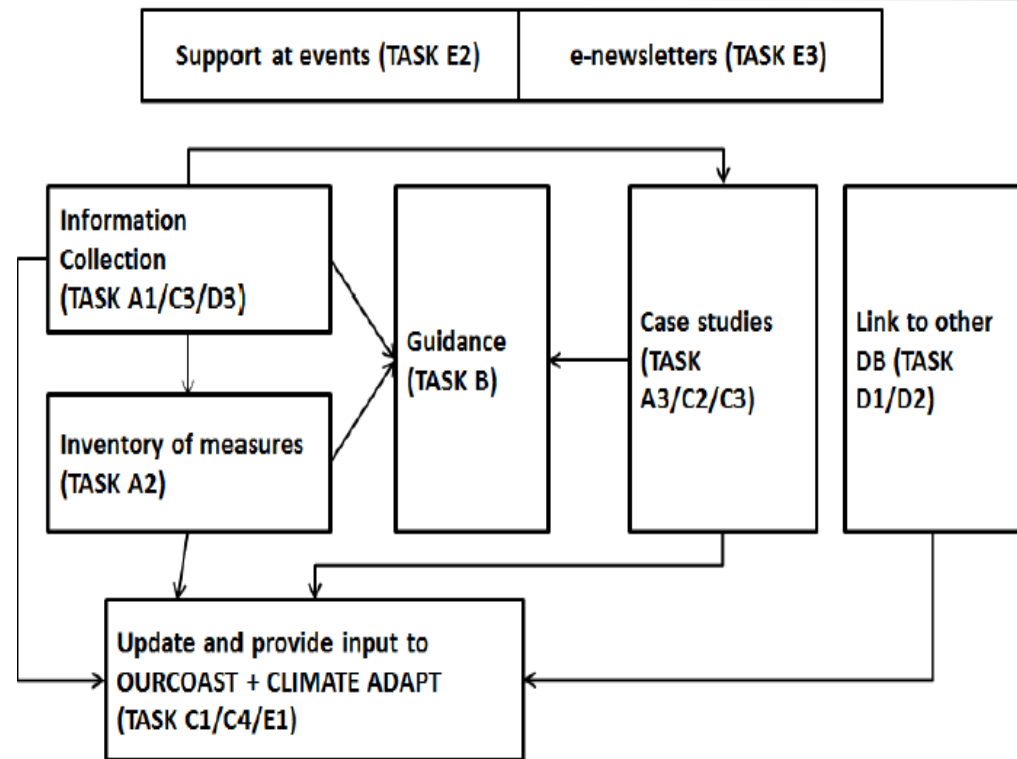 Support at events (TASK E2)
e-newsletters (TASK E3)
Information
Collection
(TASK A1/C3/D3)
Guidance
(TASK B)
Case studies
(TASK
A3/C2/C3)
Link to other
DB (TASK
D1/D2)
Inventory of measures
(TASK A2)
Update and provide input to
OURCOAST + CLIMATE ADAPT
(TASK C1/C4/E1)